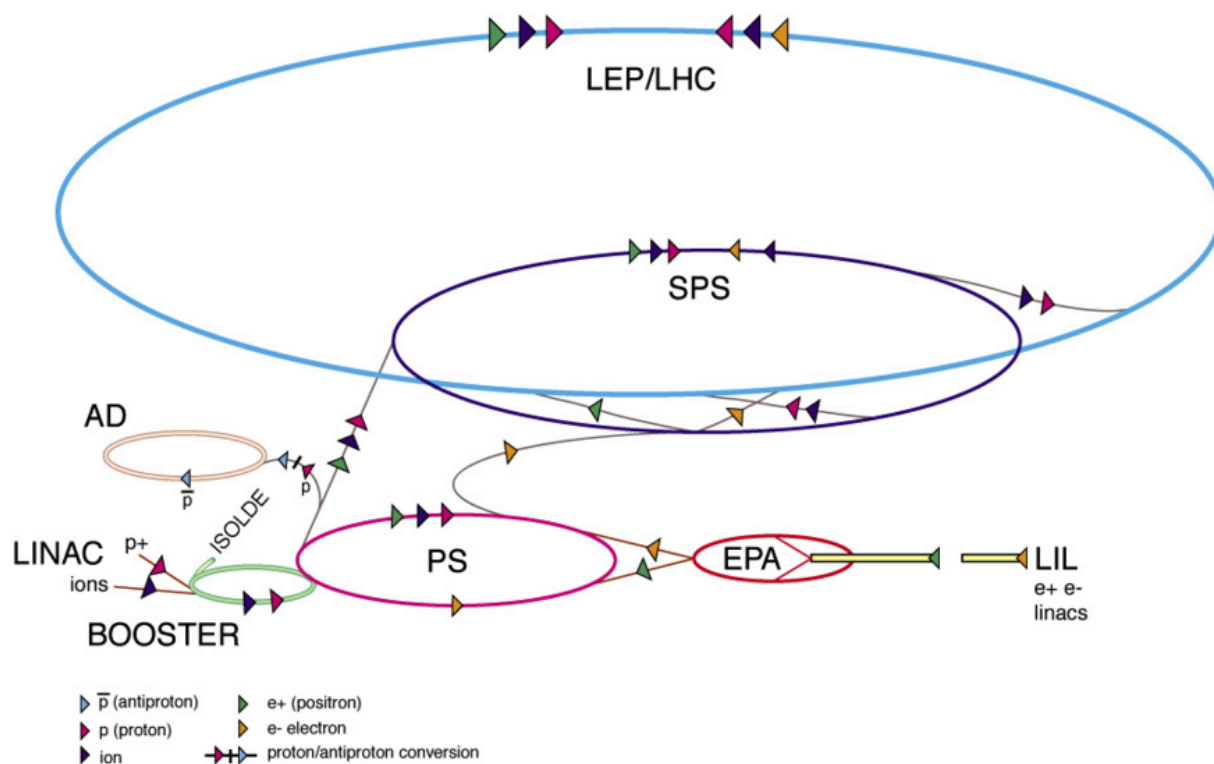 LEP/LHC
SPS
AD
p̅
p
ISOLDE
LINAC
p+
ions
BOOSTER
PS
EPA
LIL
e+ e-
linacs
p̅ (antiproton)
p (proton)
ion
e+ (positron)
e- electron
proton/antiproton conversion